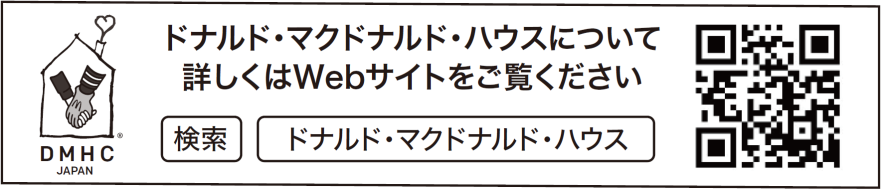 ドナルド・マクドナルド・ハウスについて
詳しくはWebサイトをご覧ください
検索 ドナルド・マクドナルド・ハウス
®
DMHC
JAPAN